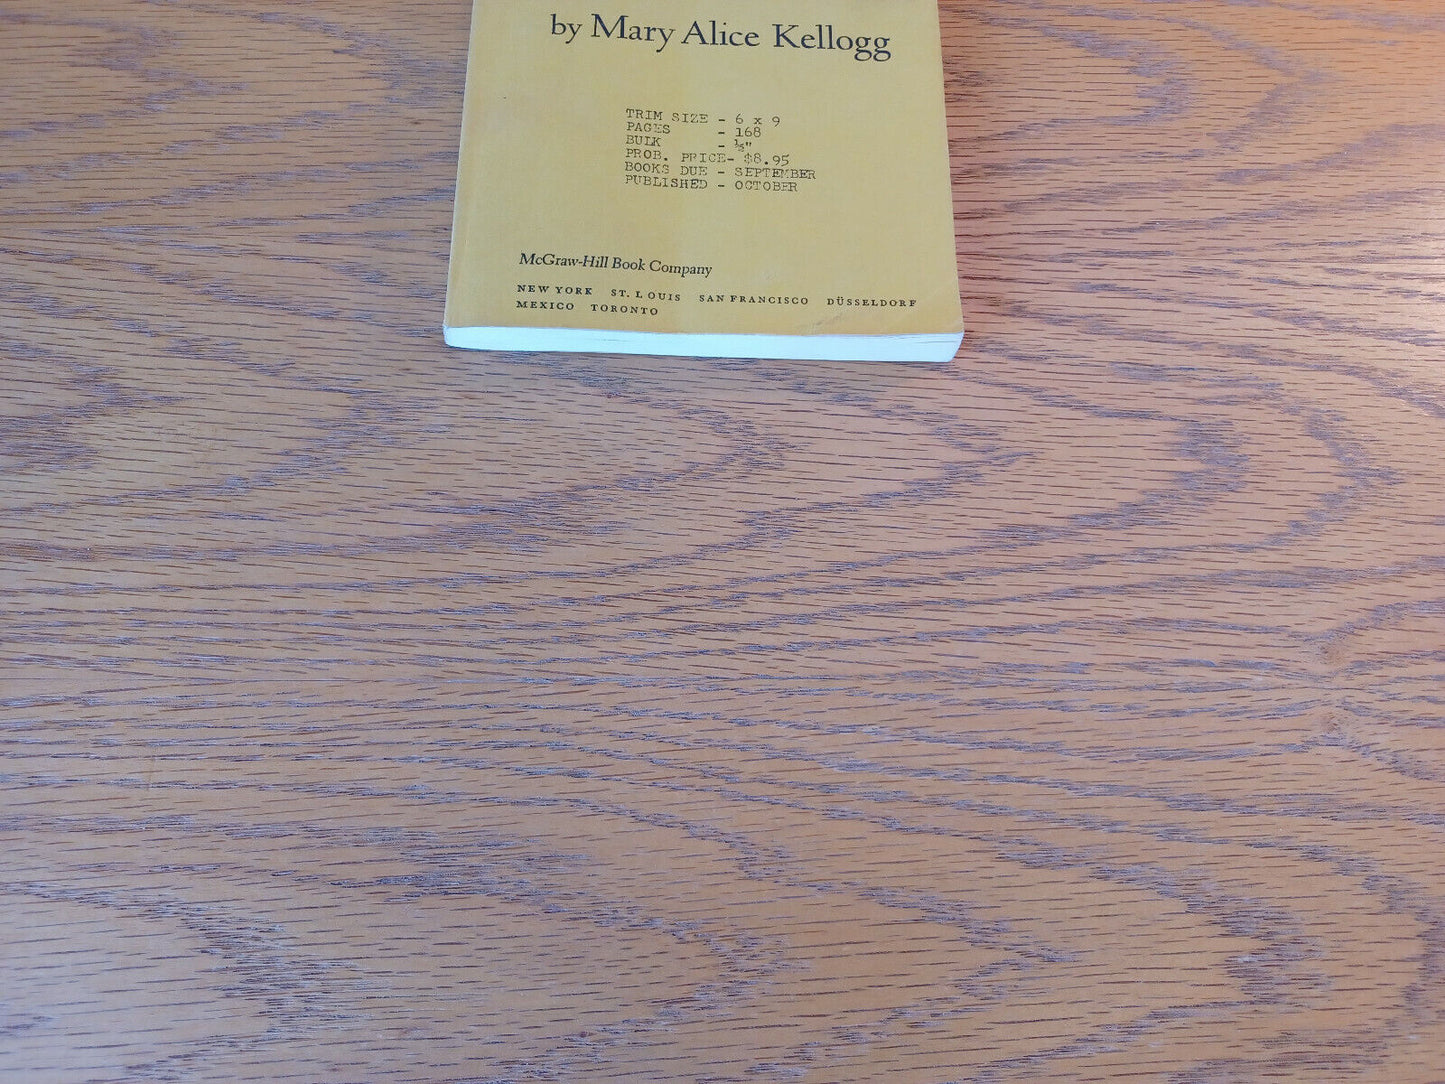 by Mary Alice Kellogg
TRIM SIZE - 6 x 9
PAGES - 168
BULK - ½"
PROB. PRICE- $8.95
BOOKS DUE - SEPTEMBER
PUBLISHED - OCTOBER
McGraw-Hill Book Company
NEW YORK ST. LOUIS SAN FRANCISCO DÜSSELDORF
MEXICO TORONTO